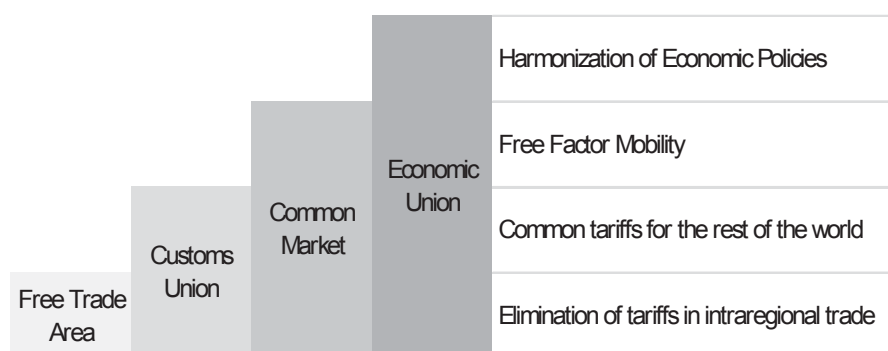 Harmonization of Economic Policies
Free Factor Mobility
Economic
Union
Common
Market
Common tariffs for the rest of the world
Customs
Union
Free Trade
Area
Elimination of tariffs in intraregional trade